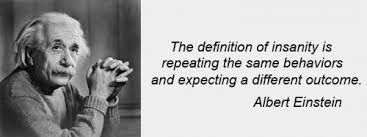 The definition of insanity is
repeating the same behaviors
and expecting a different outcome.
Albert Einstein